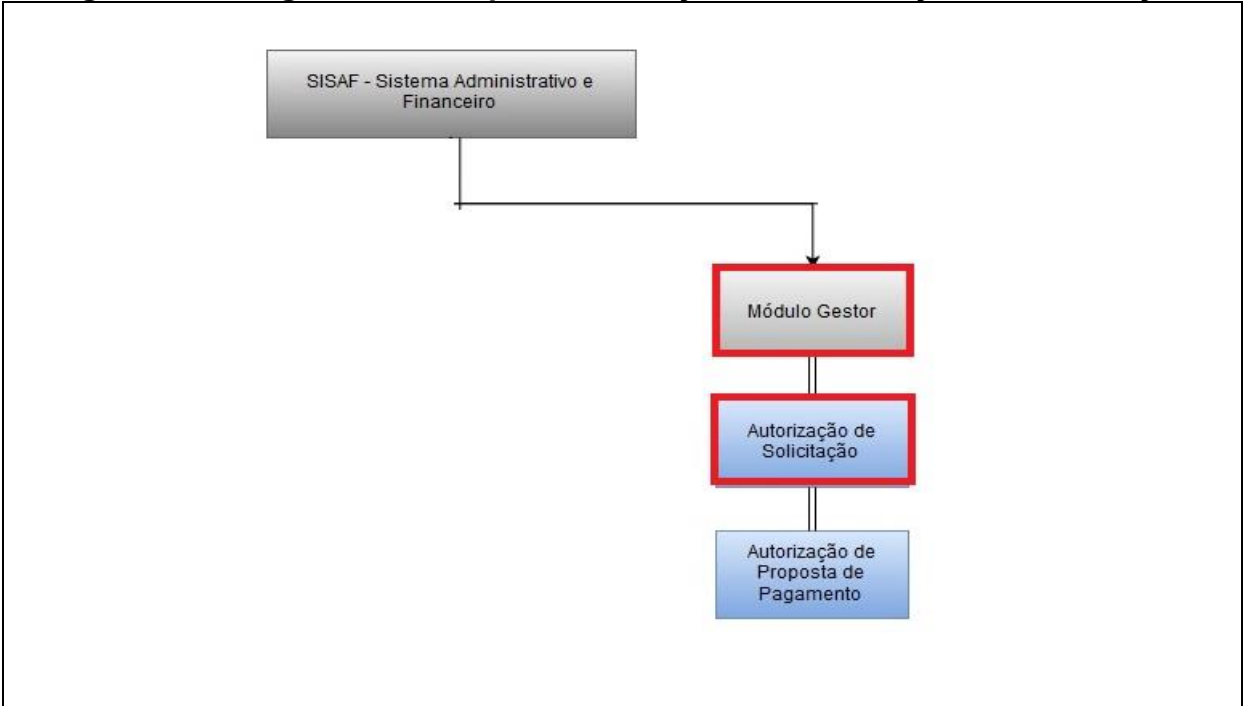 SISAF - Sistema Administrativo e
Financeiro
Módulo Gestor
Autorização de
Solicitação
Autorização de
Proposta de
Pagamento